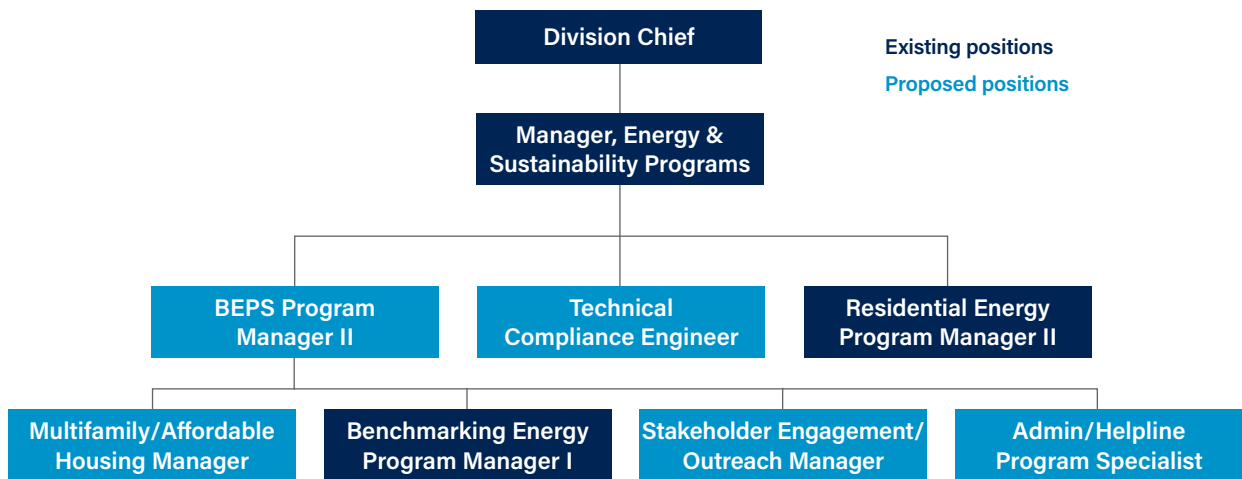 Division Chief
Existing positions
Proposed positions
Manager, Energy &
Sustainability Programs
BEPS Program
Manager II
Technical
Compliance Engineer
Residential Energy
Program Manager II
Multifamily/Affordable
Housing Manager
Benchmarking Energy
Program Manager I
Stakeholder Engagement/
Outreach Manager
Admin/Helpline
Program Specialist